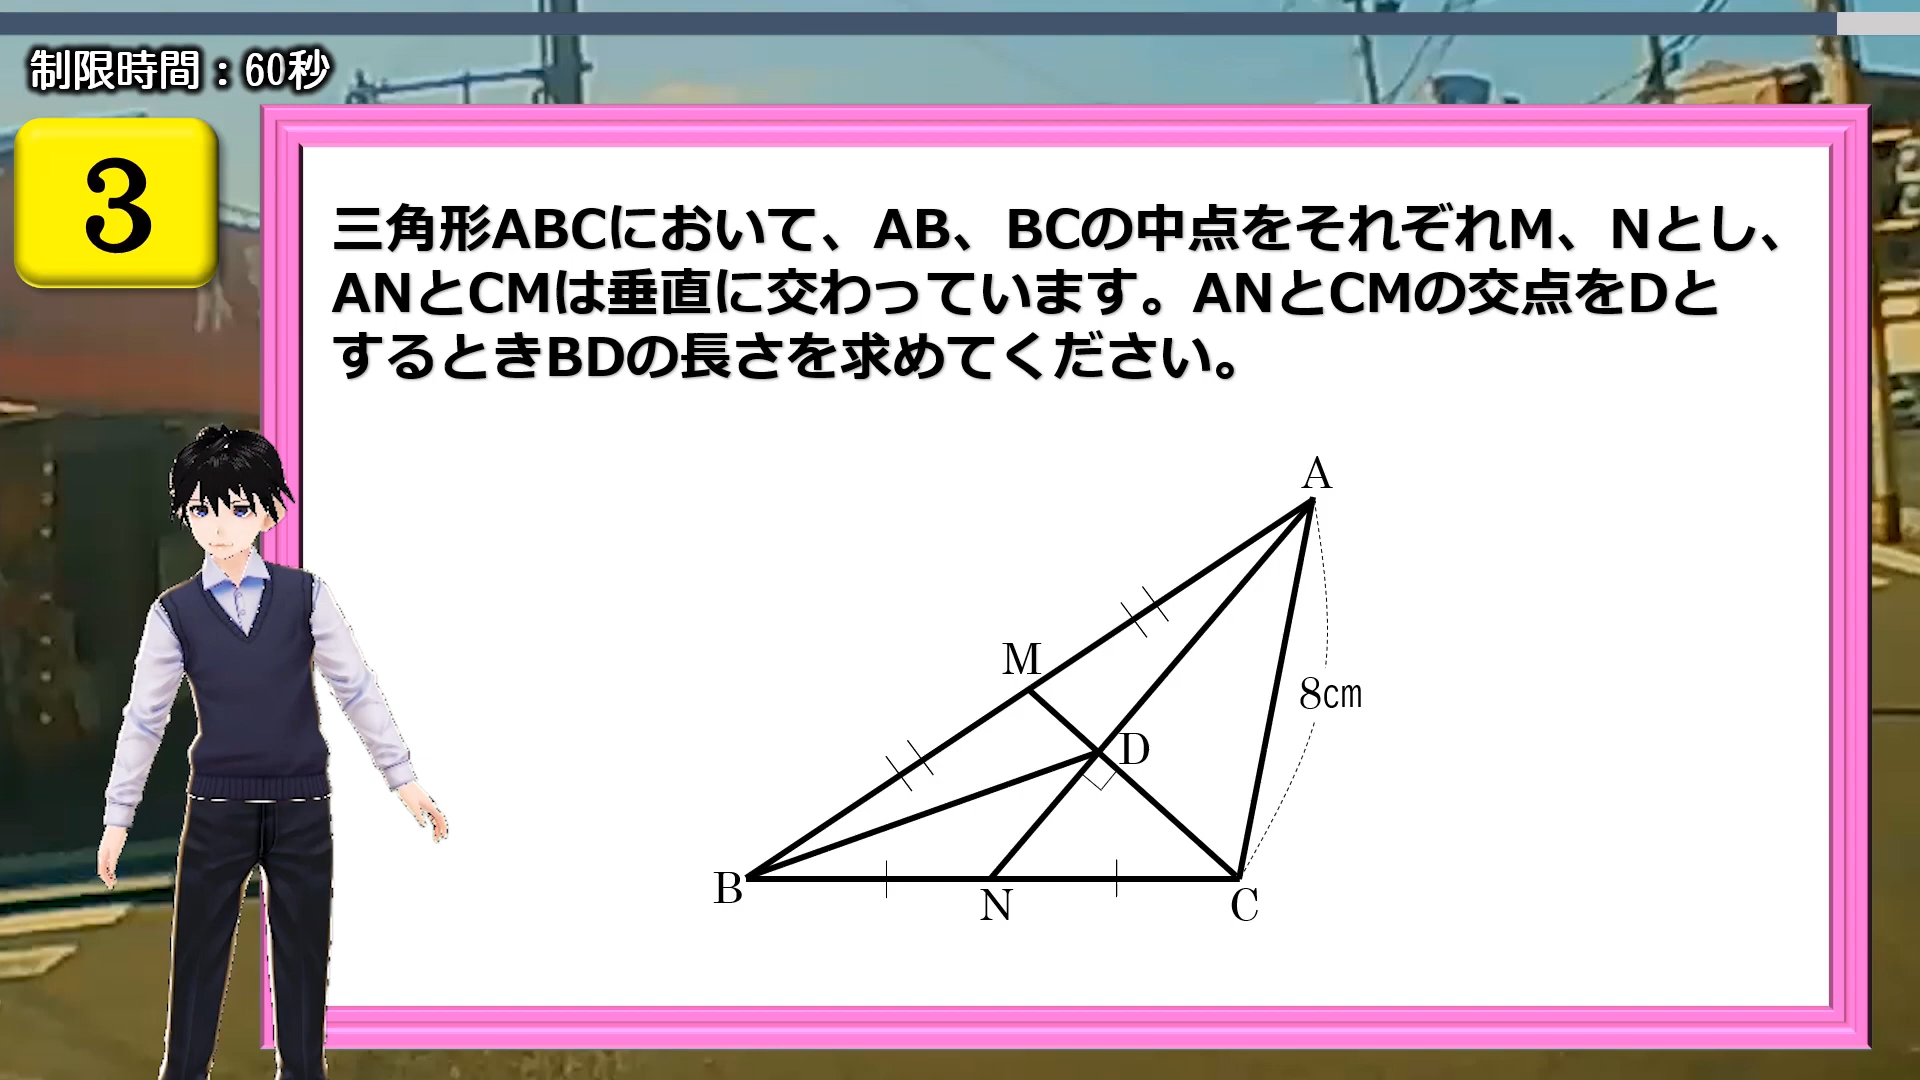 制限時間：60秒
3
三角形ABCにおいて、AB、BCの中点をそれぞれM、Nとし、
ANとCMは垂直に交わっています。ANとCMの交点をDと
するときBDの長さを求めてください。
A
M
8cm
D
B
N
C